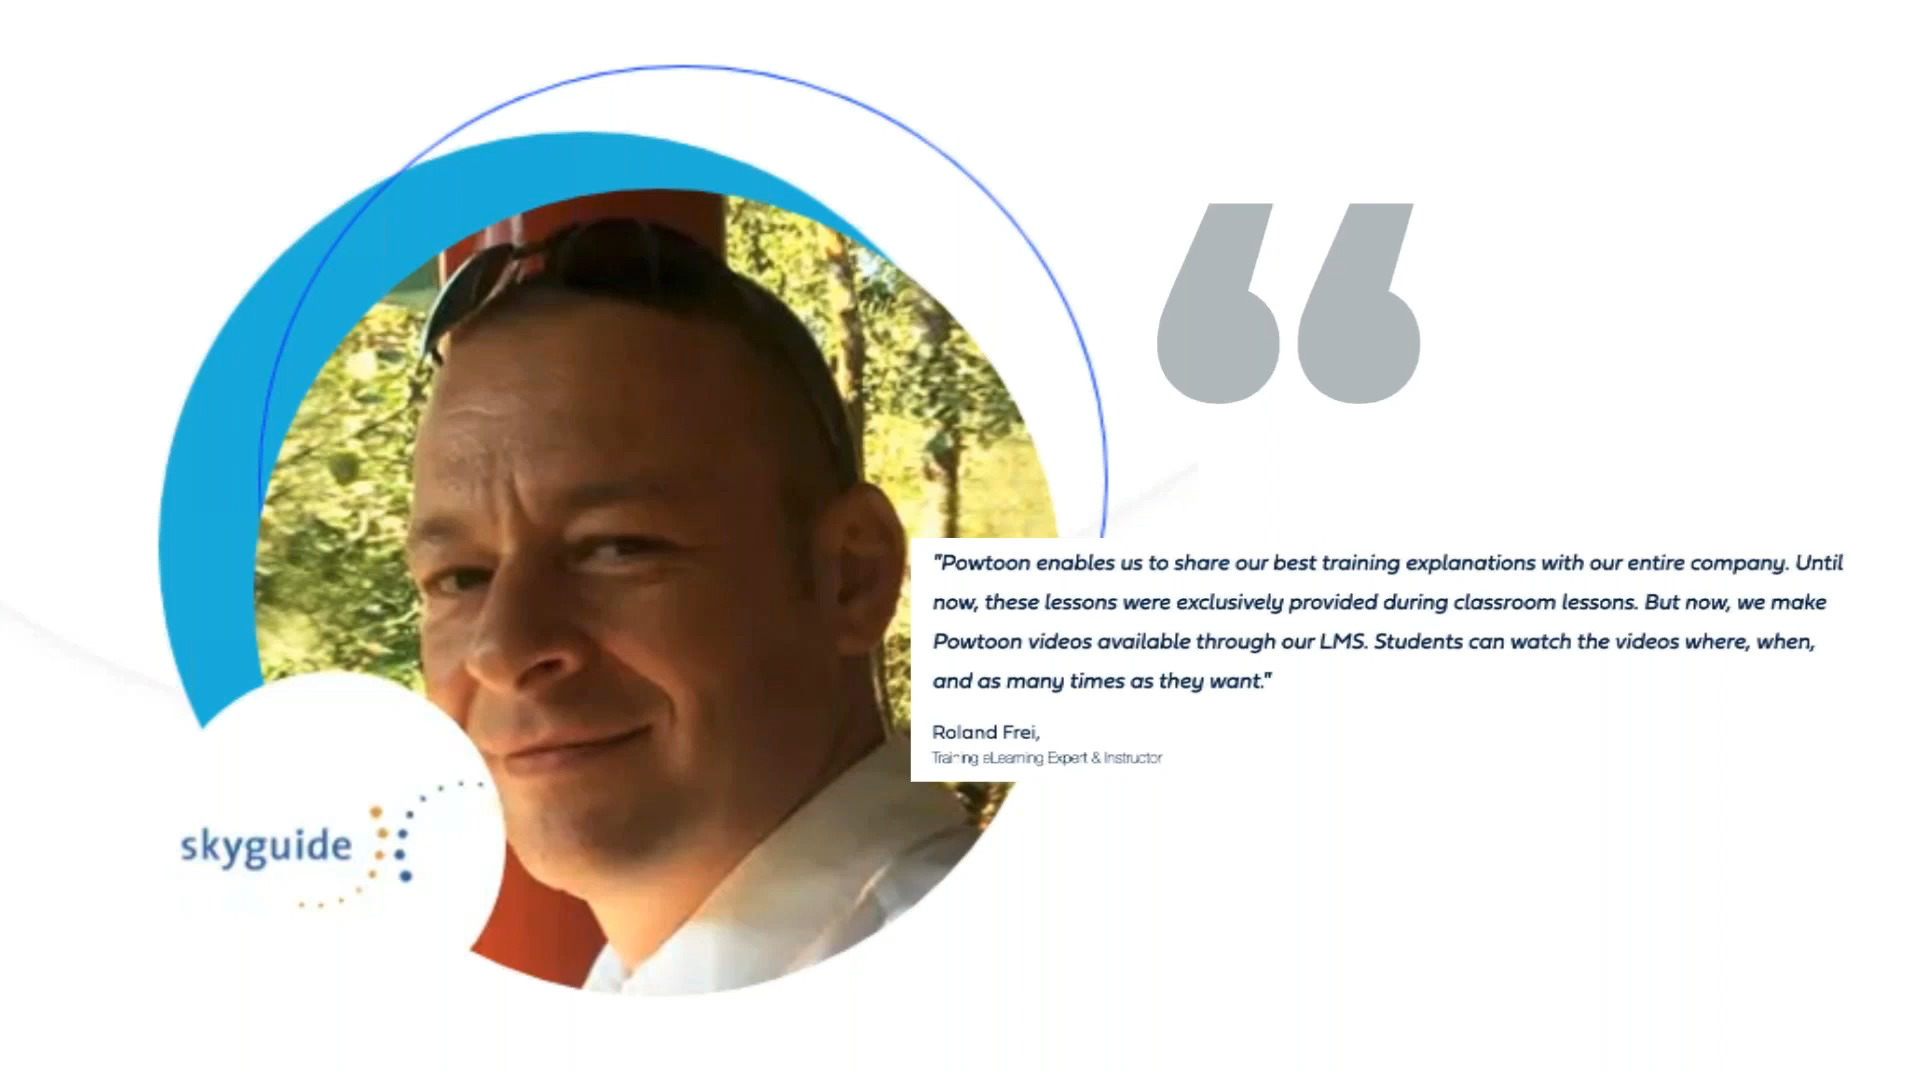 "Powtoon enables us to share our best training explanations with our entire company. Until
now, these lessons were exclusively provided during classroom lessons. But now, we make
Powtoon videos available through our LMS. Students can watch the videos where, when,
and as many times as they want."
Roland Frei,
Training eLearning Expert & Instructor
skyguide